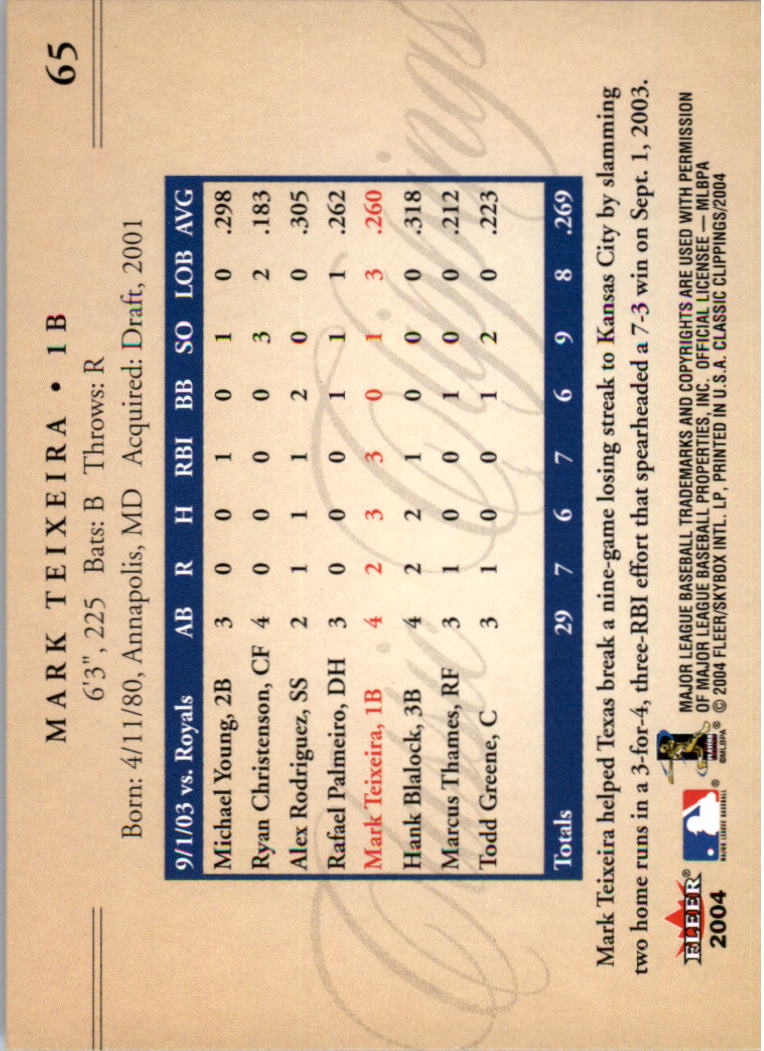 65
MARK TEIXEIRA • 1B
6'3", 225 Bats: B Throws: R
Born: 4/11/80, Annapolis, MD Acquired: Draft, 2001
9/1/03 vs. Royals AB R H RBI BB SO LOB AVG
Michael Young, 2B 3 0 0 1 0 1 0 .298
Ryan Christenson, CF 4 0 0 0 0 3 2 .183
Alex Rodriguez, SS 2 1 1 1 2 0 0 .305
Rafael Palmeiro, DH 3 0 0 0 1 1 1 .262
Mark Teixeira, 1B 4 2 3 3 0 1 3 .260
Hank Blalock, 3B 4 2 2 1 0 0 0 .318
Marcus Thames, RF 3 1 0 0 1 0 0 .212
Todd Greene, C 3 1 0 0 1 2 0 .223
Totals 29 7 6 7 6 9 8 .269
Classic Clippings
Mark Teixeira helped Texas break a nine-game losing streak to Kansas City by slamming
two home runs in a 3-for-4, three-RBI effort that spearheaded a 7-3 win on Sept. 1, 2003.
FLEER®
2004
MAJOR LEAGUE BASEBALL
®
©MLBPA
®
MAJOR LEAGUE BASEBALL TRADEMARKS AND COPYRIGHTS ARE USED WITH PERMISSION
OF MAJOR LEAGUE BASEBALL PROPERTIES, INC. OFFICIAL LICENSEE — MLBPA
© 2004 FLEER/SKYBOX INTL. LP, PRINTED IN U.S.A. CLASSIC CLIPPINGS/2004